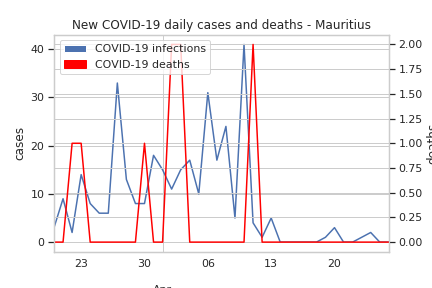 New COVID-19 daily cases and deaths - Mauritius
COVID-19 infections
COVID-19 deaths
cases
40
30
20
10
0
2.00
1.75
1.50
1.25
1.00
0.75
0.50
0.25
0.00
deaths
23 30 06 13 20